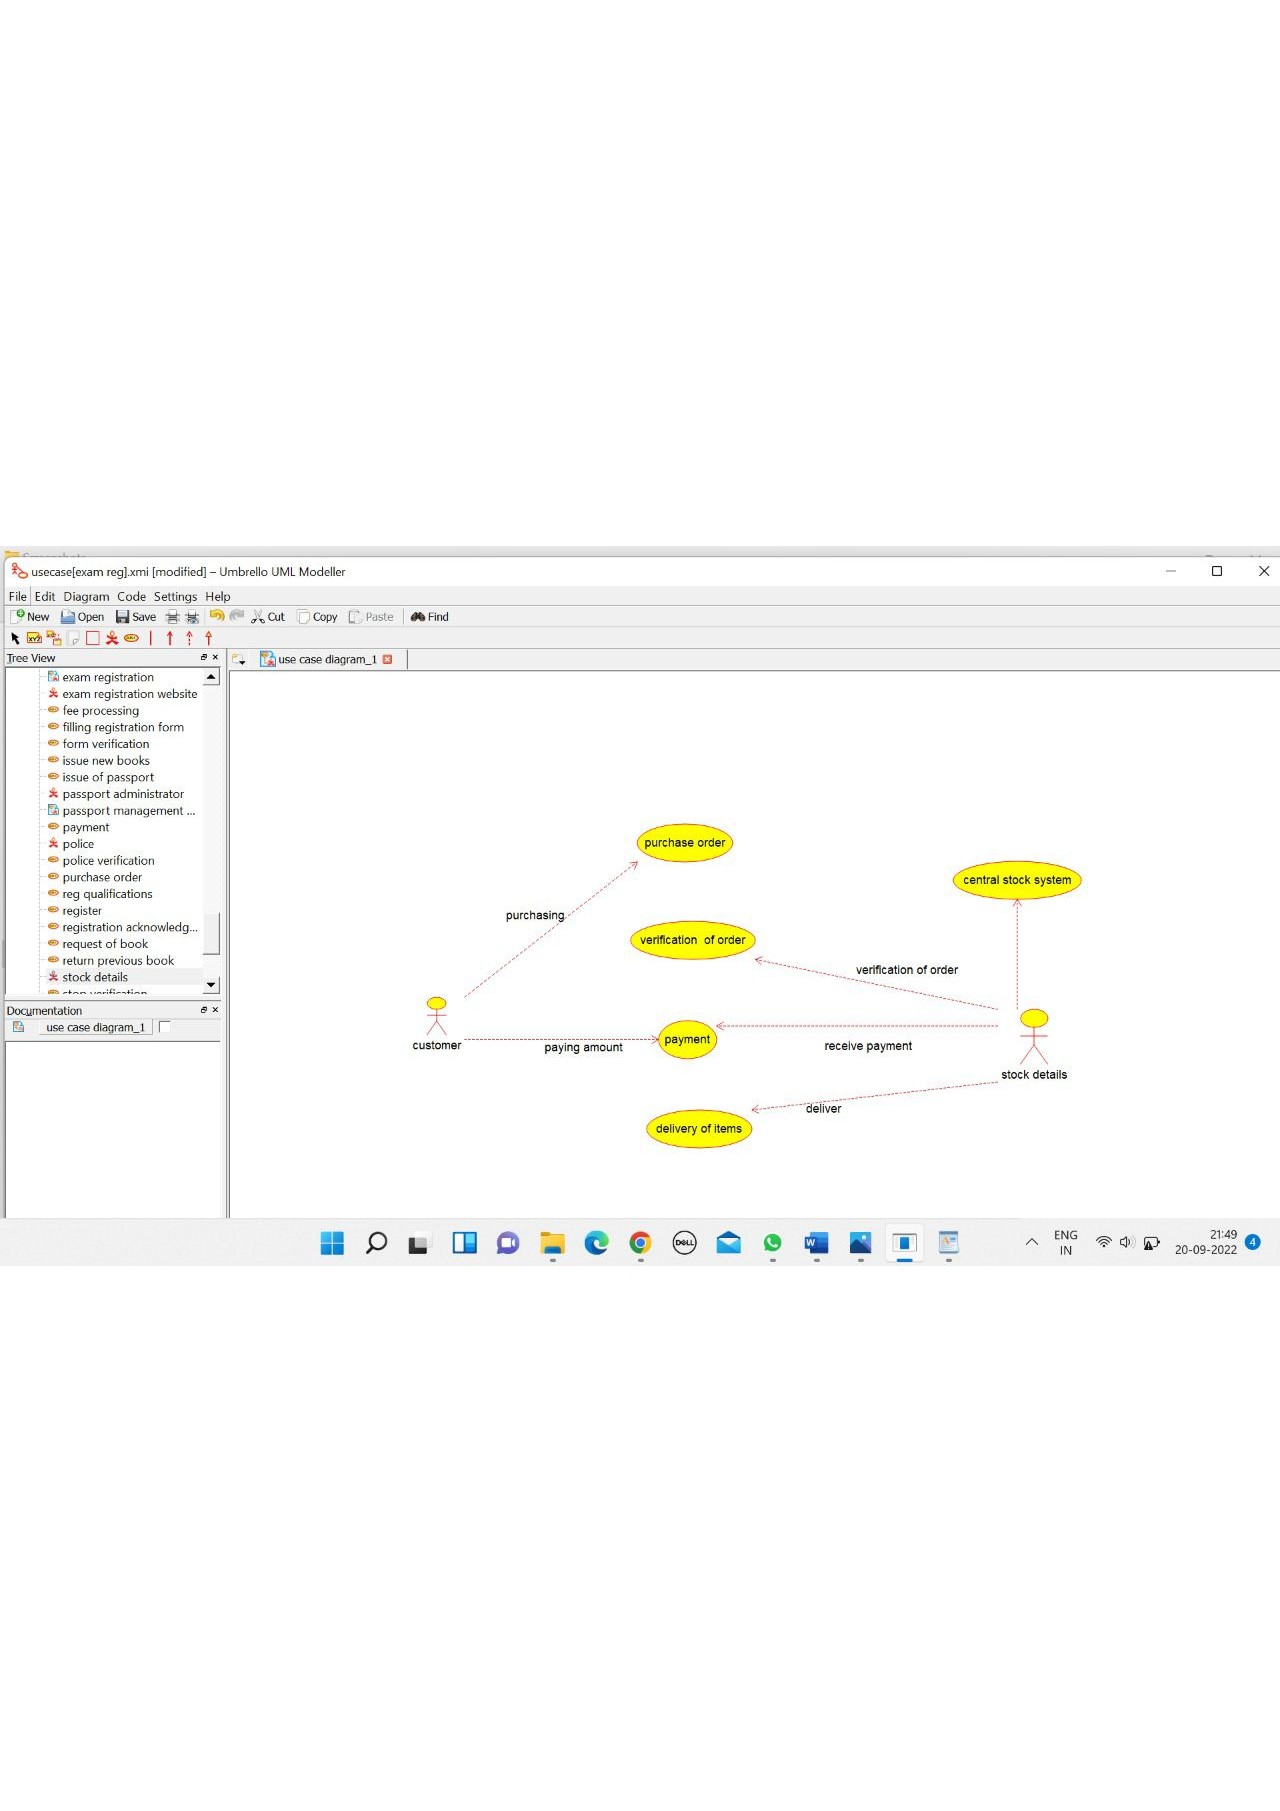 usecase[exam reg].xmi [modified] – Umbrello UML Modeller
File Edit Diagram Code Settings Help
New Open Save Cut Copy Paste Find
Tree View
use case diagram_1
exam registration
exam registration website
fee processing
filling registration form
form verification
issue new books
issue of passport
passport administrator
passport management ...
payment
police
police verification
purchase order
reg qualifications
register
registration acknowledg...
request of book
return previous book
stock details
Documentation
use case diagram_1
purchase order
central stock system
purchasing
verification of order
verification of order
customer
paying amount
payment
receive payment
stock details
deliver
delivery of items
DELL
ENG
IN
21:49
20-09-2022
4